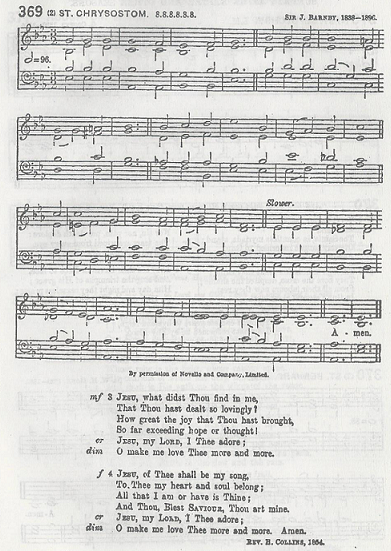 369 (2) ST. CHRYSOSTOM. 8.8.8.8.8.8. SIR J. BARNBY, 1838—1896.
=96.
Slower.
A - men.
By permission of Novello and Company, Limited.
mf 3 JESU, what didst Thou find in me,
That Thou hast dealt so lovingly?
How great the joy that Thou hast brought,
So far exceeding hope or thought!
cr JESU, my LORD, I Thee adore;
dim O make me love Thee more and more.
f 4 JESU, of Thee shall be my song,
To Thee my heart and soul belong;
All that I am or have is Thine;
And Thou, Blest SAVIOUR, Thou art mine.
cr JESU, my LORD, I Thee adore;
dim O make me love Thee more and more. Amen.
REV. H. COLLINS, 1854.